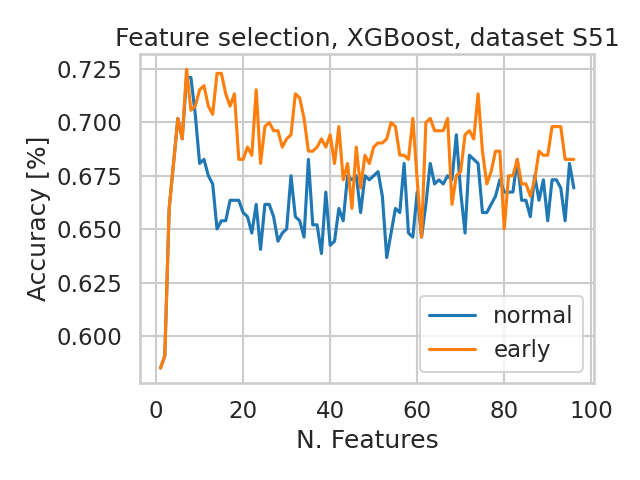 Feature selection, XGBoost, dataset S51
Accuracy [%]
0.725
0.700
0.675
0.650
0.625
0.600
normal
early
0 20 40 60 80 100
N. Features